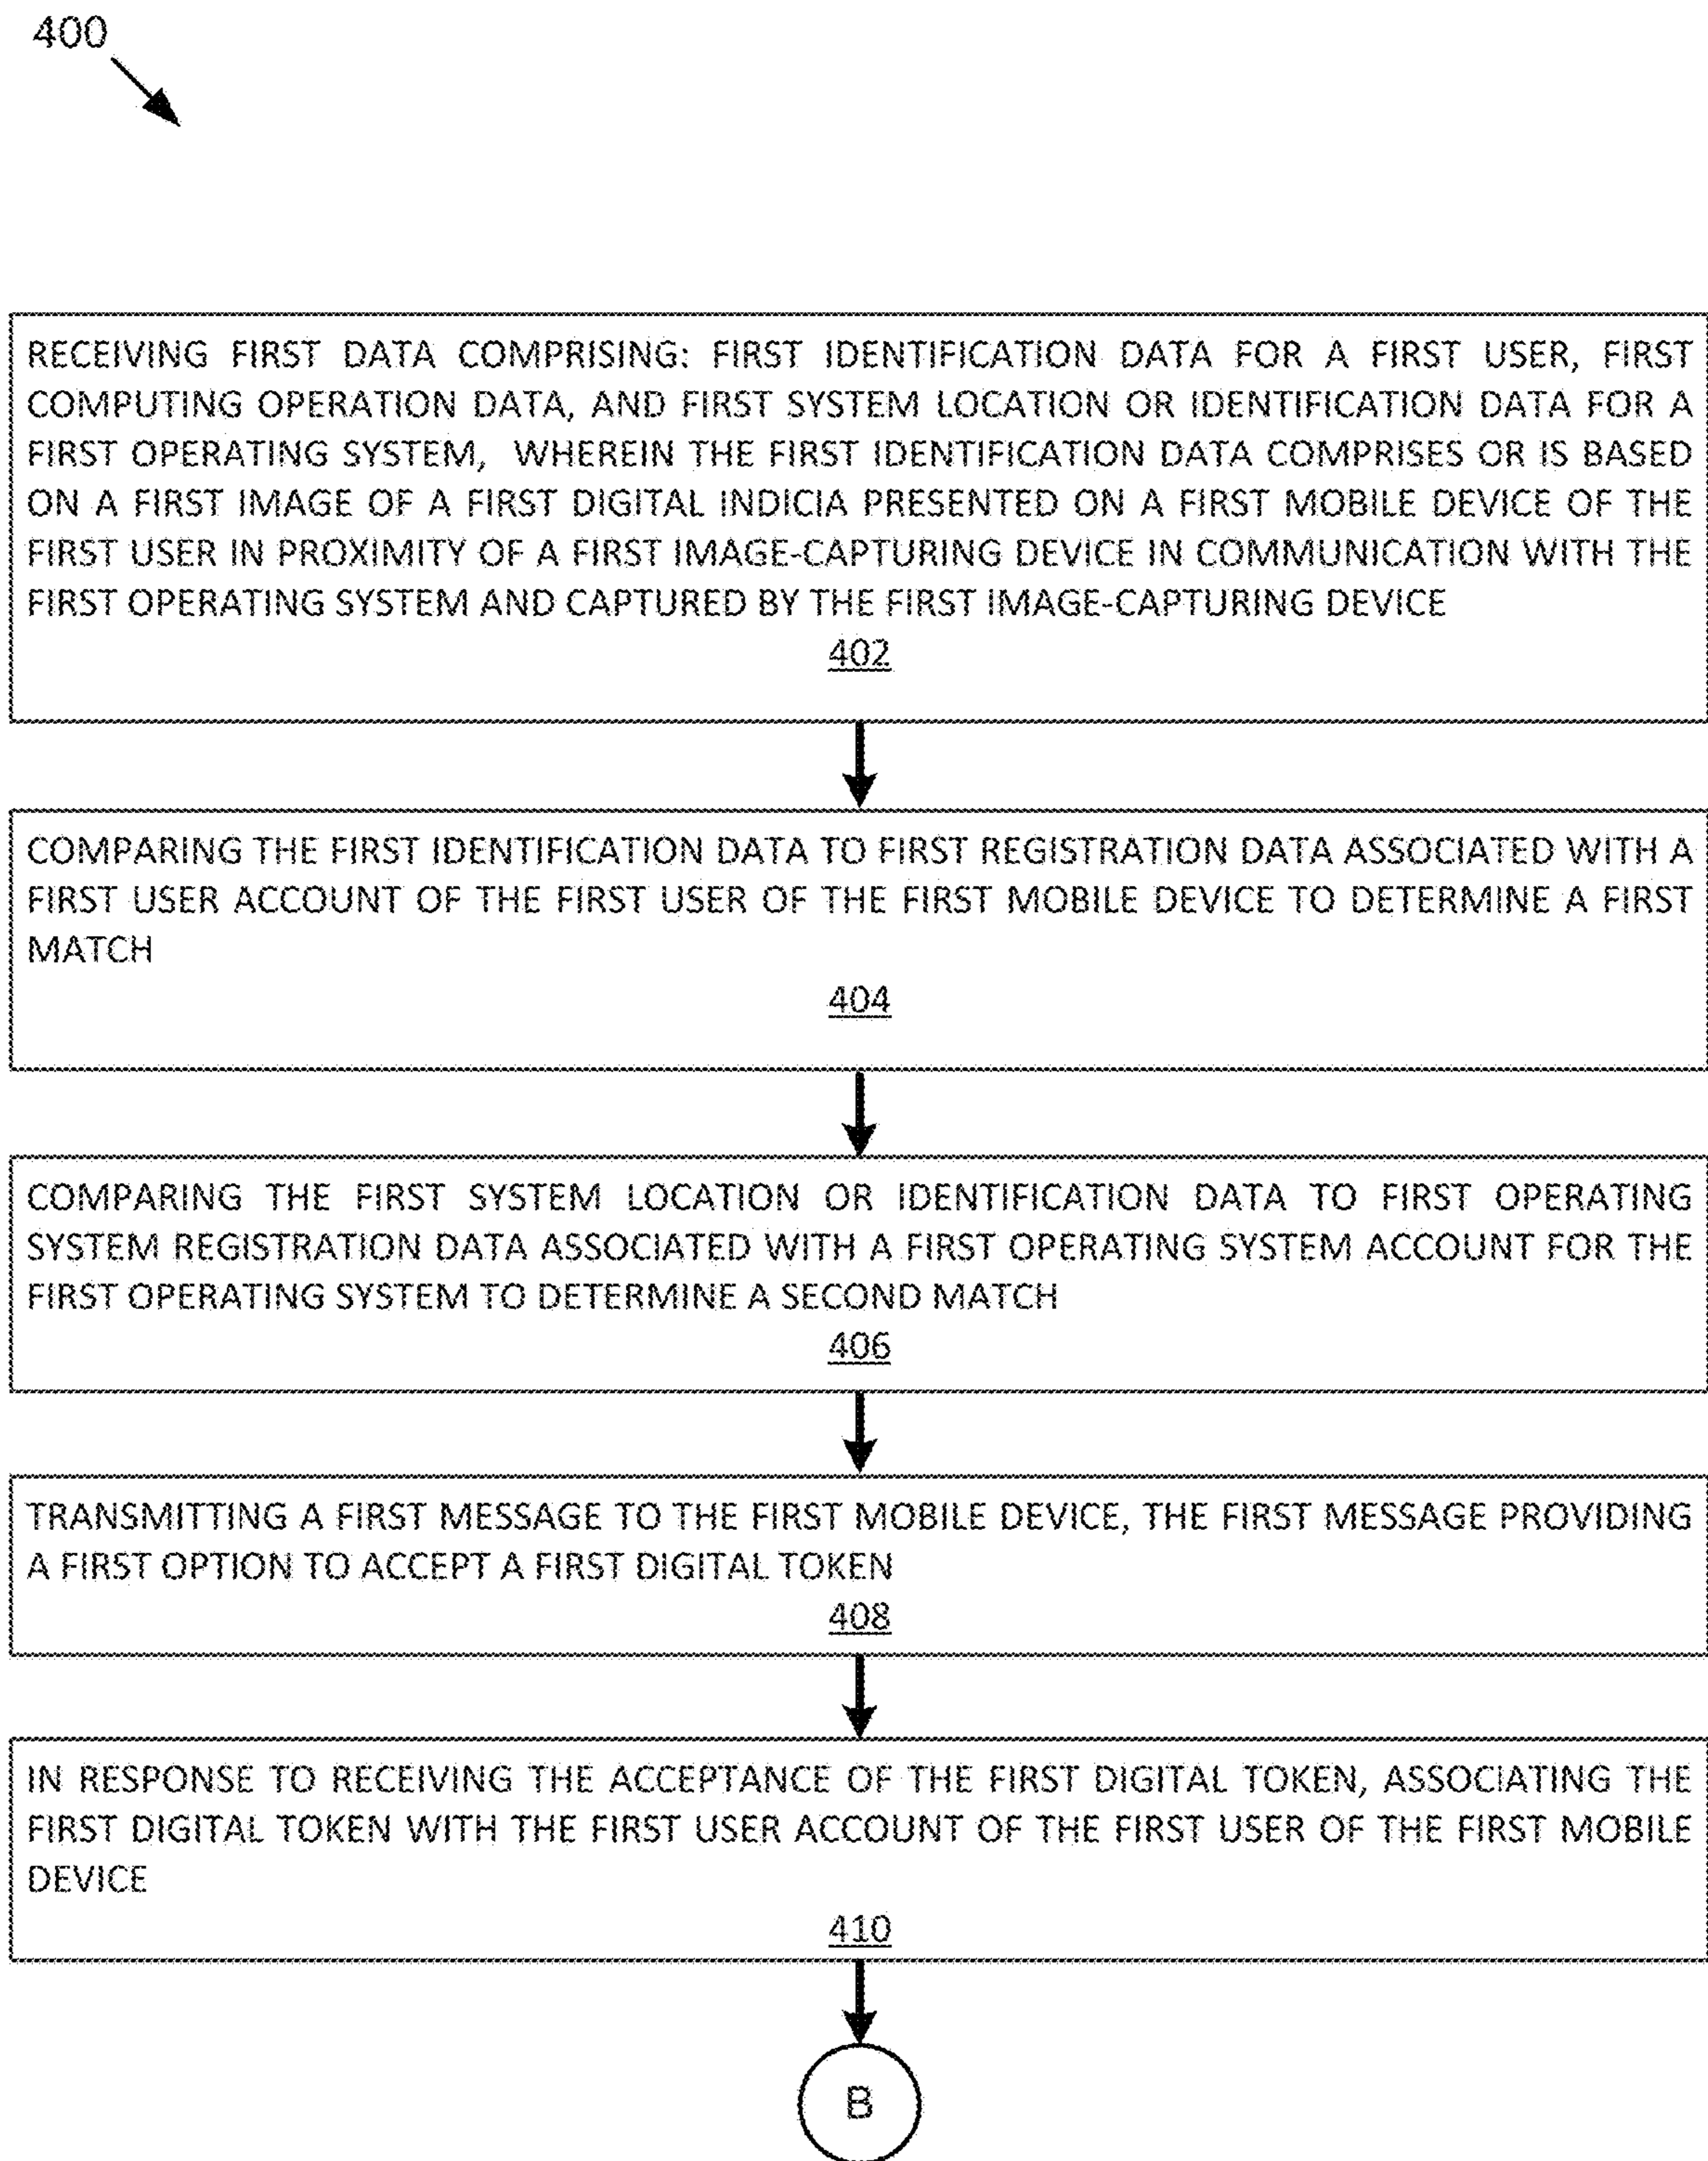 400
RECEIVING FIRST DATA COMPRISING: FIRST IDENTIFICATION DATA FOR A FIRST USER, FIRST
COMPUTING OPERATION DATA, AND FIRST SYSTEM LOCATION OR IDENTIFICATION DATA FOR A
FIRST OPERATING SYSTEM, WHEREIN THE FIRST IDENTIFICATION DATA COMPRISES OR IS BASED
ON A FIRST IMAGE OF A FIRST DIGITAL INDICIA PRESENTED ON A FIRST MOBILE DEVICE OF THE
FIRST USER IN PROXIMITY OF A FIRST IMAGE-CAPTURING DEVICE IN COMMUNICATION WITH THE
FIRST OPERATING SYSTEM AND CAPTURED BY THE FIRST IMAGE-CAPTURING DEVICE
402
COMPARING THE FIRST IDENTIFICATION DATA TO FIRST REGISTRATION DATA ASSOCIATED WITH A
FIRST USER ACCOUNT OF THE FIRST USER OF THE FIRST MOBILE DEVICE TO DETERMINE A FIRST
MATCH
404
COMPARING THE FIRST SYSTEM LOCATION OR IDENTIFICATION DATA TO FIRST OPERATING
SYSTEM REGISTRATION DATA ASSOCIATED WITH A FIRST OPERATING SYSTEM ACCOUNT FOR THE
FIRST OPERATING SYSTEM TO DETERMINE A SECOND MATCH
406
TRANSMITTING A FIRST MESSAGE TO THE FIRST MOBILE DEVICE, THE FIRST MESSAGE PROVIDING
A FIRST OPTION TO ACCEPT A FIRST DIGITAL TOKEN
408
IN RESPONSE TO RECEIVING THE ACCEPTANCE OF THE FIRST DIGITAL TOKEN, ASSOCIATING THE
FIRST DIGITAL TOKEN WITH THE FIRST USER ACCOUNT OF THE FIRST USER OF THE FIRST MOBILE
DEVICE
410
B